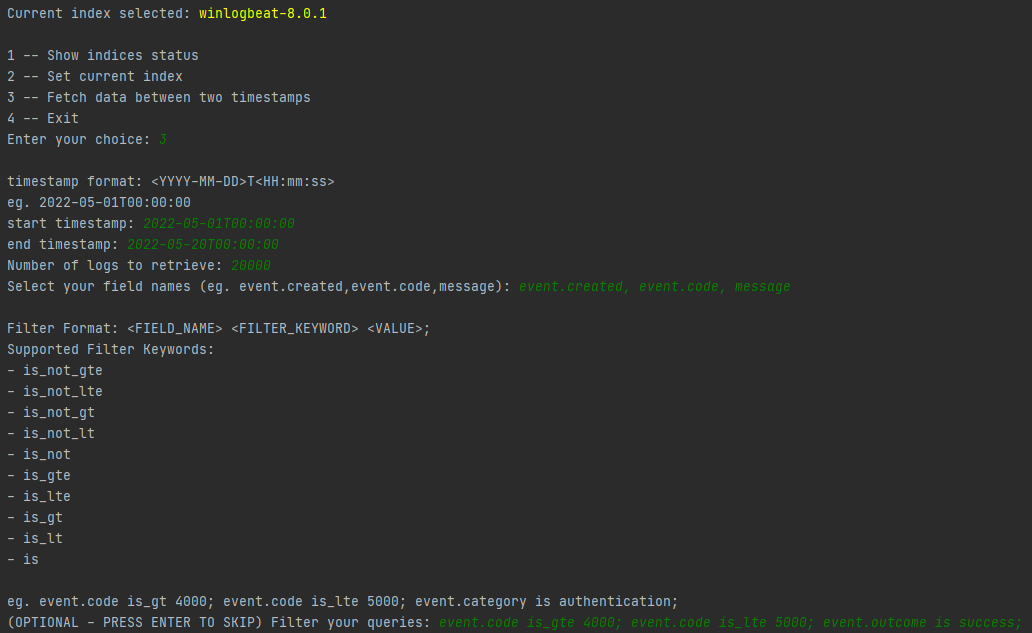 Current index selected: winlogbeat-8.0.1
1 -- Show indices status
2 -- Set current index
3 -- Fetch data between two timestamps
4 -- Exit
Enter your choice: 3
timestamp format: <YYYY-MM-DD>T<HH:mm:ss>
eg. 2022-05-01T00:00:00
start timestamp: 2022-05-01T00:00:00
end timestamp: 2022-05-20T00:00:00
Number of logs to retrieve: 20000
Select your field names (eg. event.created,event.code,message): event.created, event.code, message
Filter Format: <FIELD_NAME> <FILTER_KEYWORD> <VALUE>;
Supported Filter Keywords:
- is_not_gte
- is_not_lte
- is_not_gt
- is_not_lt
- is_not
- is_gte
- is_lte
- is_gt
- is_lt
- is
eg. event.code is_gt 4000; event.code is_lte 5000; event.category is authentication;
(OPTIONAL - PRESS ENTER TO SKIP) Filter your queries: event.code is_gte 4000; event.code is_lte 5000; event.outcome is success;